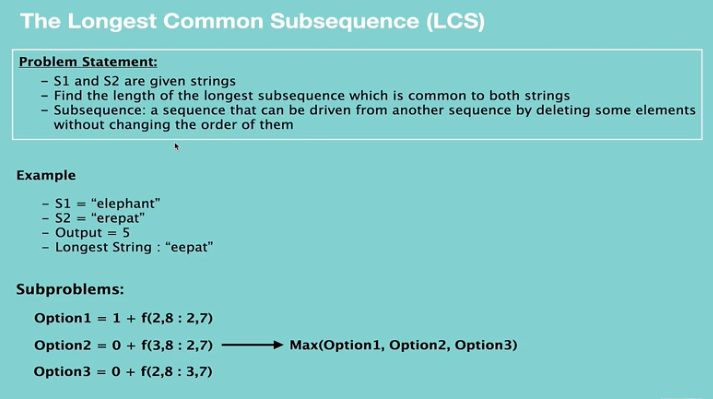 The Longest Common Subsequence (LCS)
Problem Statement:
– S1 and S2 are given strings
– Find the length of the longest subsequence which is common to both strings
– Subsequence: a sequence that can be driven from another sequence by deleting some elements
without changing the order of them
Example
– S1 = “elephant”
– S2 = “erepat”
– Output = 5
– Longest String : “eepat”
Subproblems:
Option1 = 1 + f(2,8 : 2,7)
Option2 = 0 + f(3,8 : 2,7) Max(Option1, Option2, Option3)
Option3 = 0 + f(2,8 : 3,7)